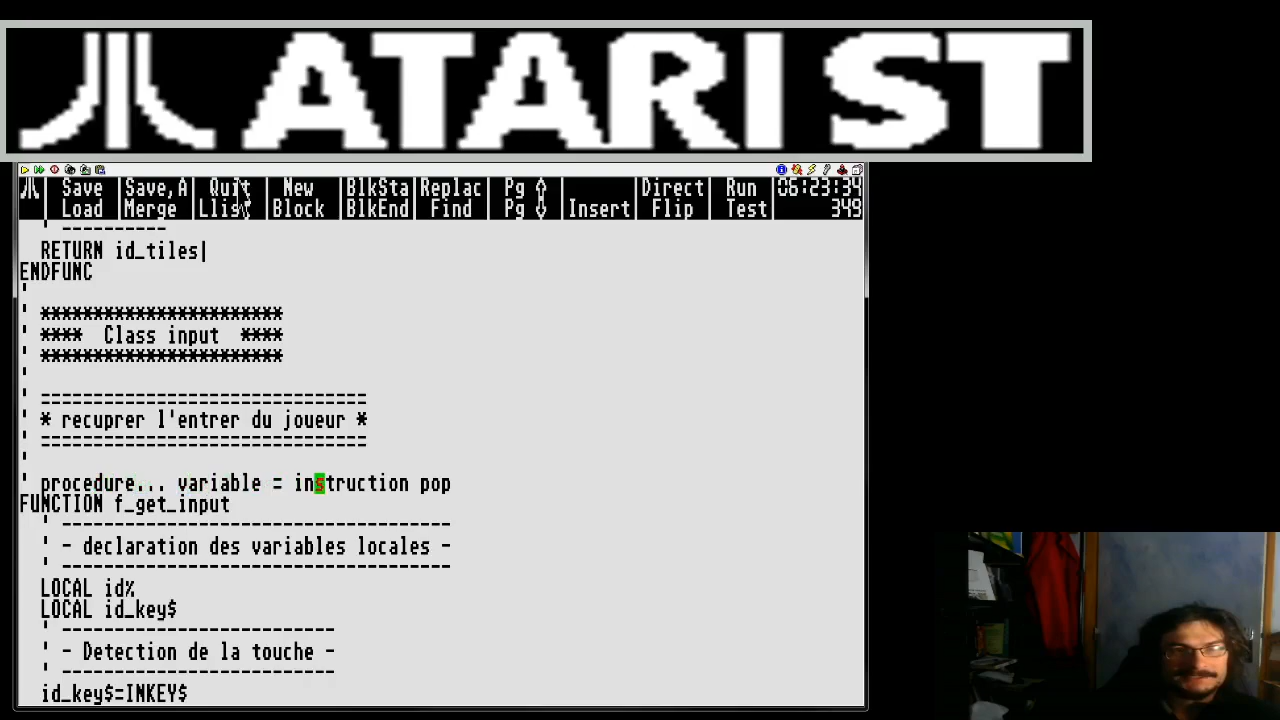 ATARI ST
Save Save,A Quit New BlkSta Replac Pg ⇧ Direct Run 06:23:34
Load Merge Llist Block BlkEnd Find Pg ⇩ Insert Flip Test 349
' ----------
RETURN id_tiles|
ENDFUNC
'
' ***********************
' **** Class input ****
' ***********************
'
' ===============================
' * recuprer l'entrer du joueur *
' ===============================
'
' procedure... variable = instruction pop
FUNCTION f_get_input
' -------------------------------------
' - declaration des variables locales -
' -------------------------------------
LOCAL id%
LOCAL id_key$
' --------------------------
' - Detection de la touche -
' --------------------------
id_key$=INKEY$